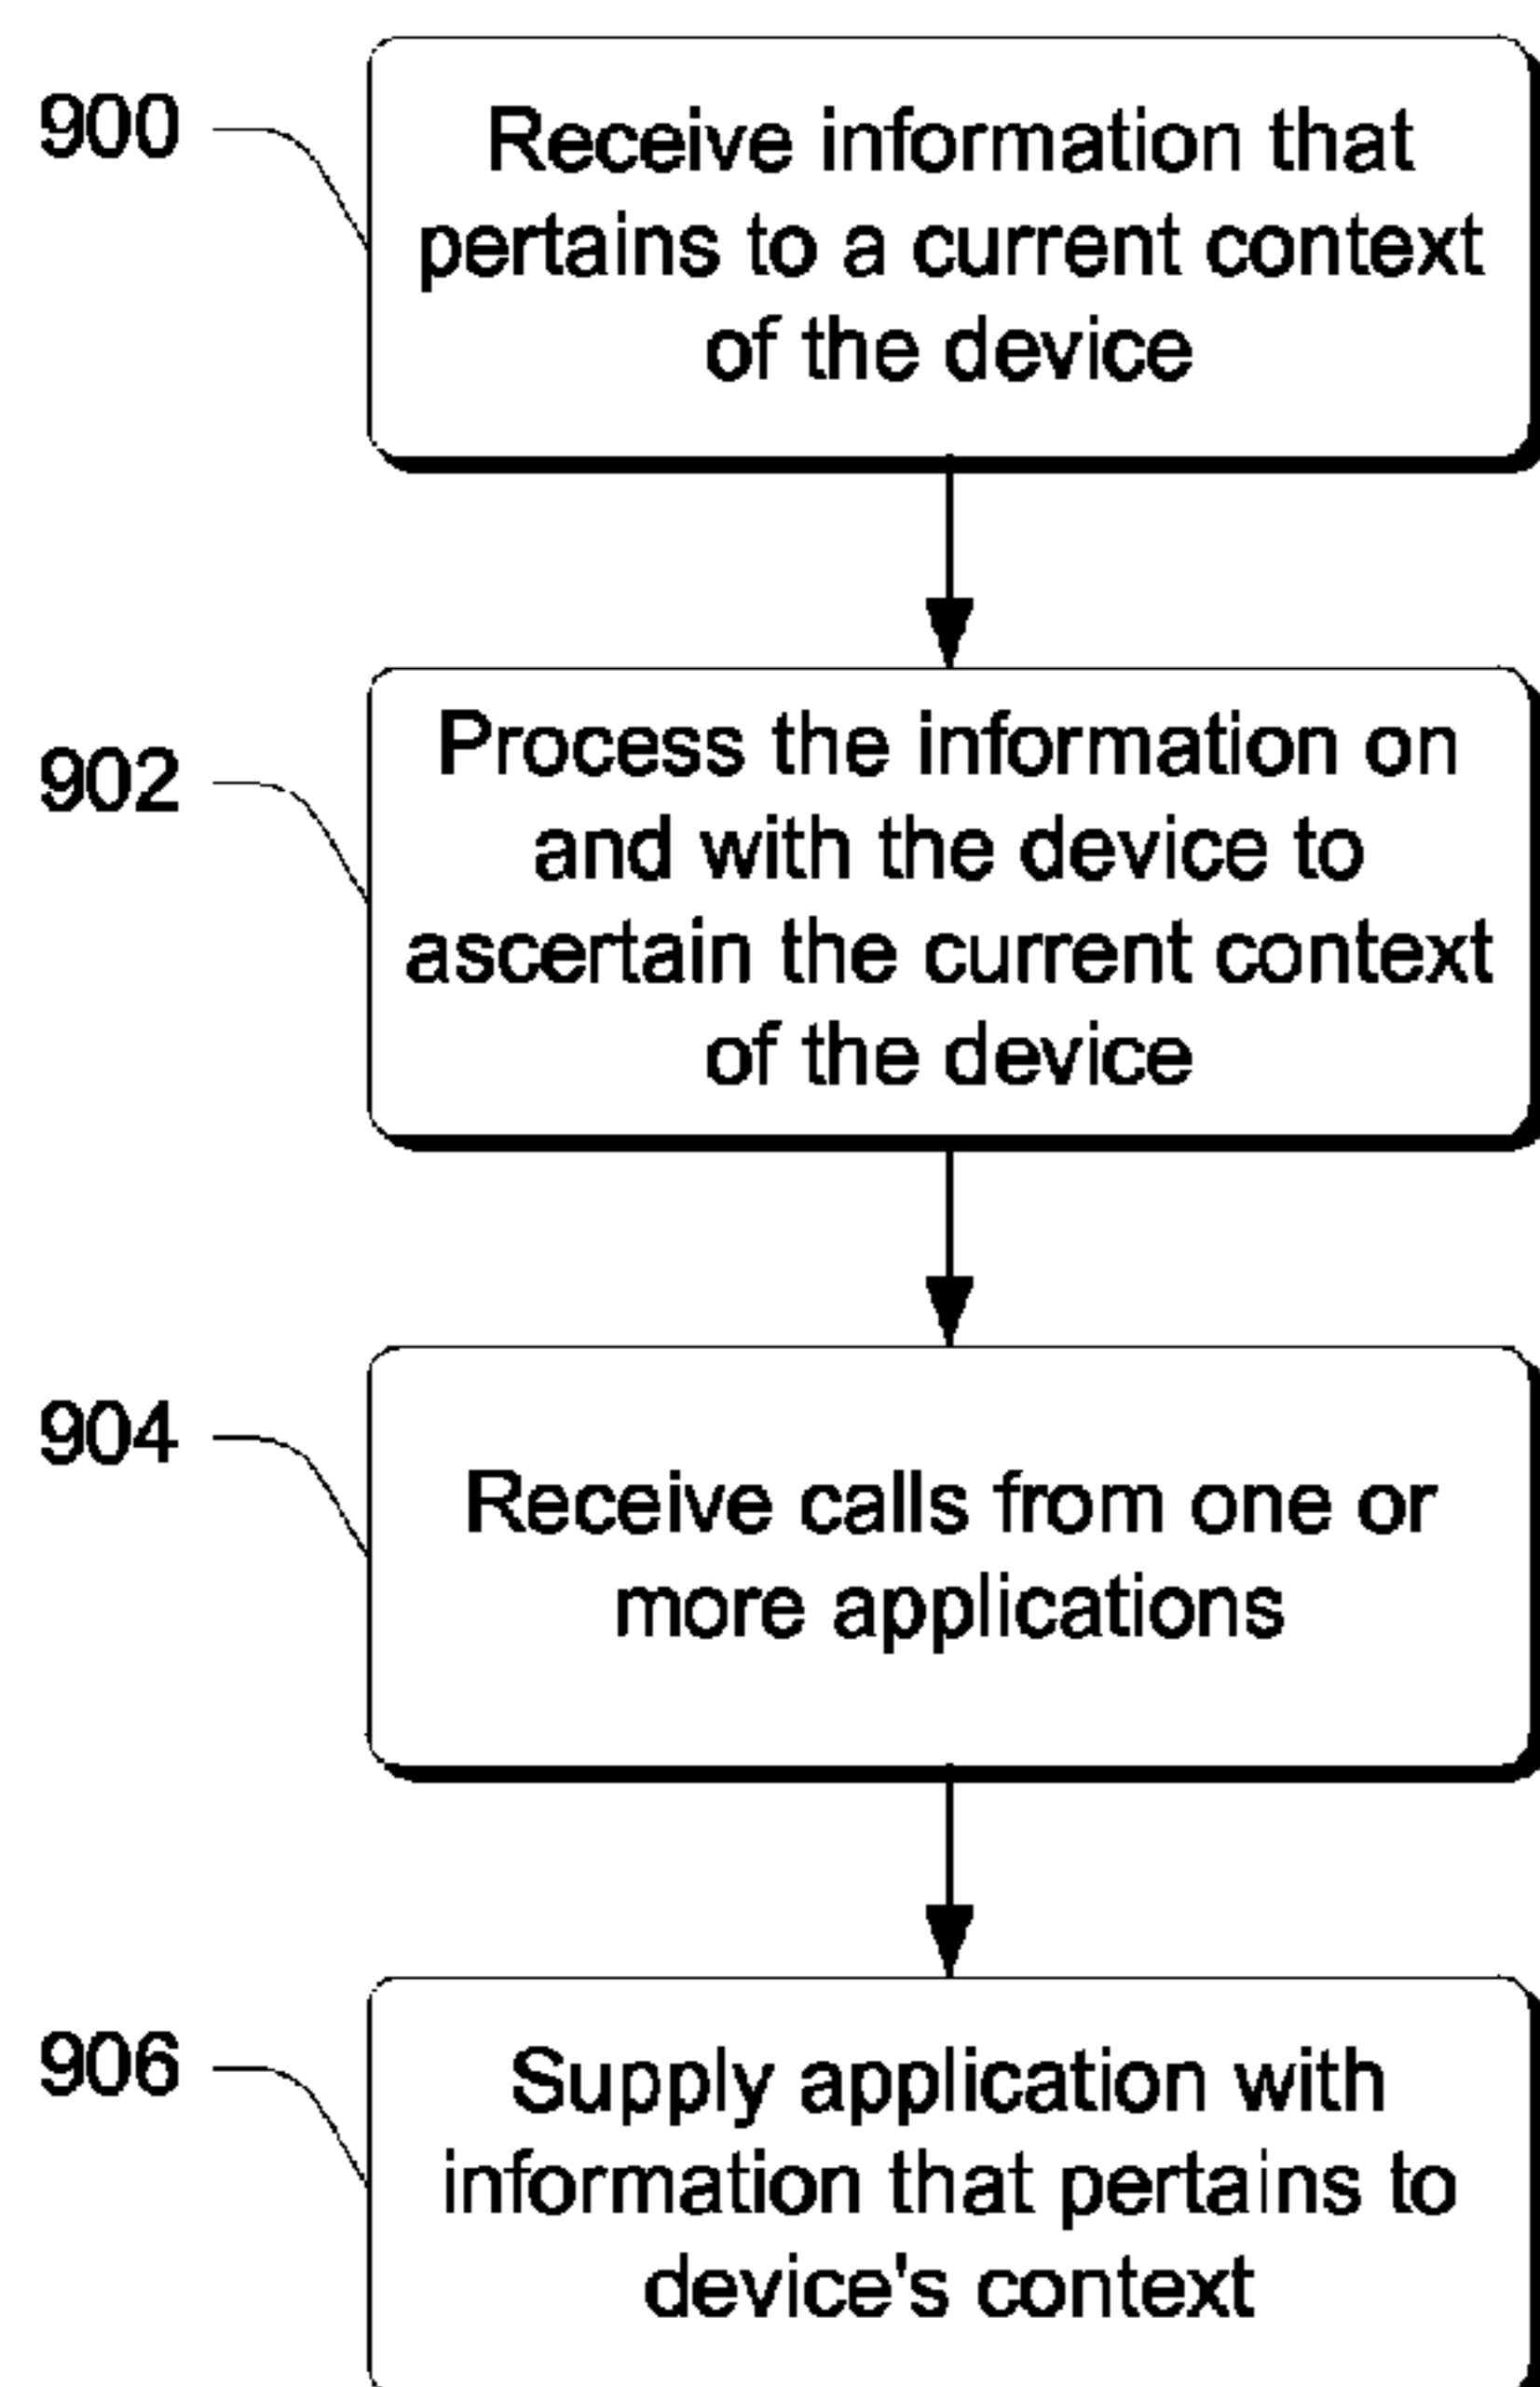 900
Receive information that
pertains to a current context
of the device
902
Process the information on
and with the device to
ascertain the current context
of the device
904
Receive calls from one or
more applications
906
Supply application with
information that pertains to
device's context